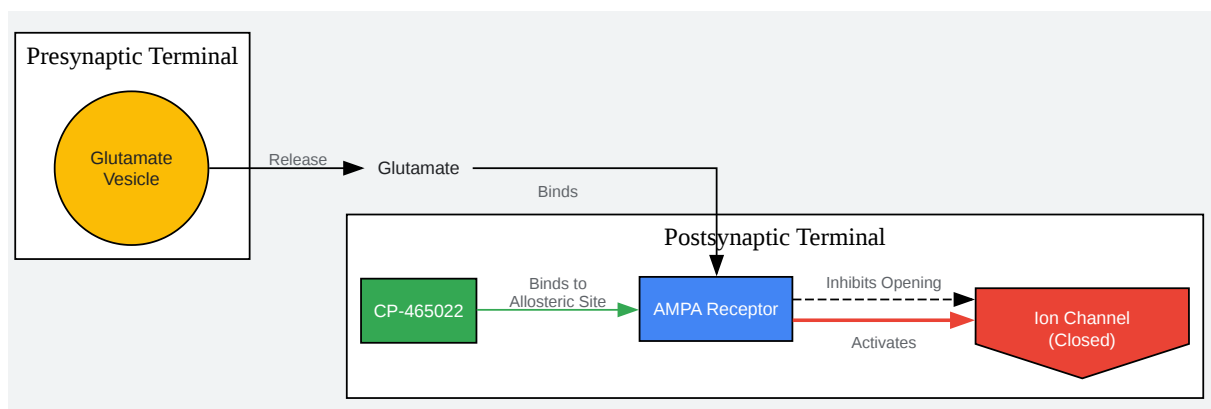 Presynaptic Terminal
Glutamate
Vesicle
Release
Glutamate
Binds
Postsynaptic Terminal
CP-465022
Binds to
Allosteric Site
AMPA Receptor
Inhibits Opening
Activates
Ion Channel
(Closed)